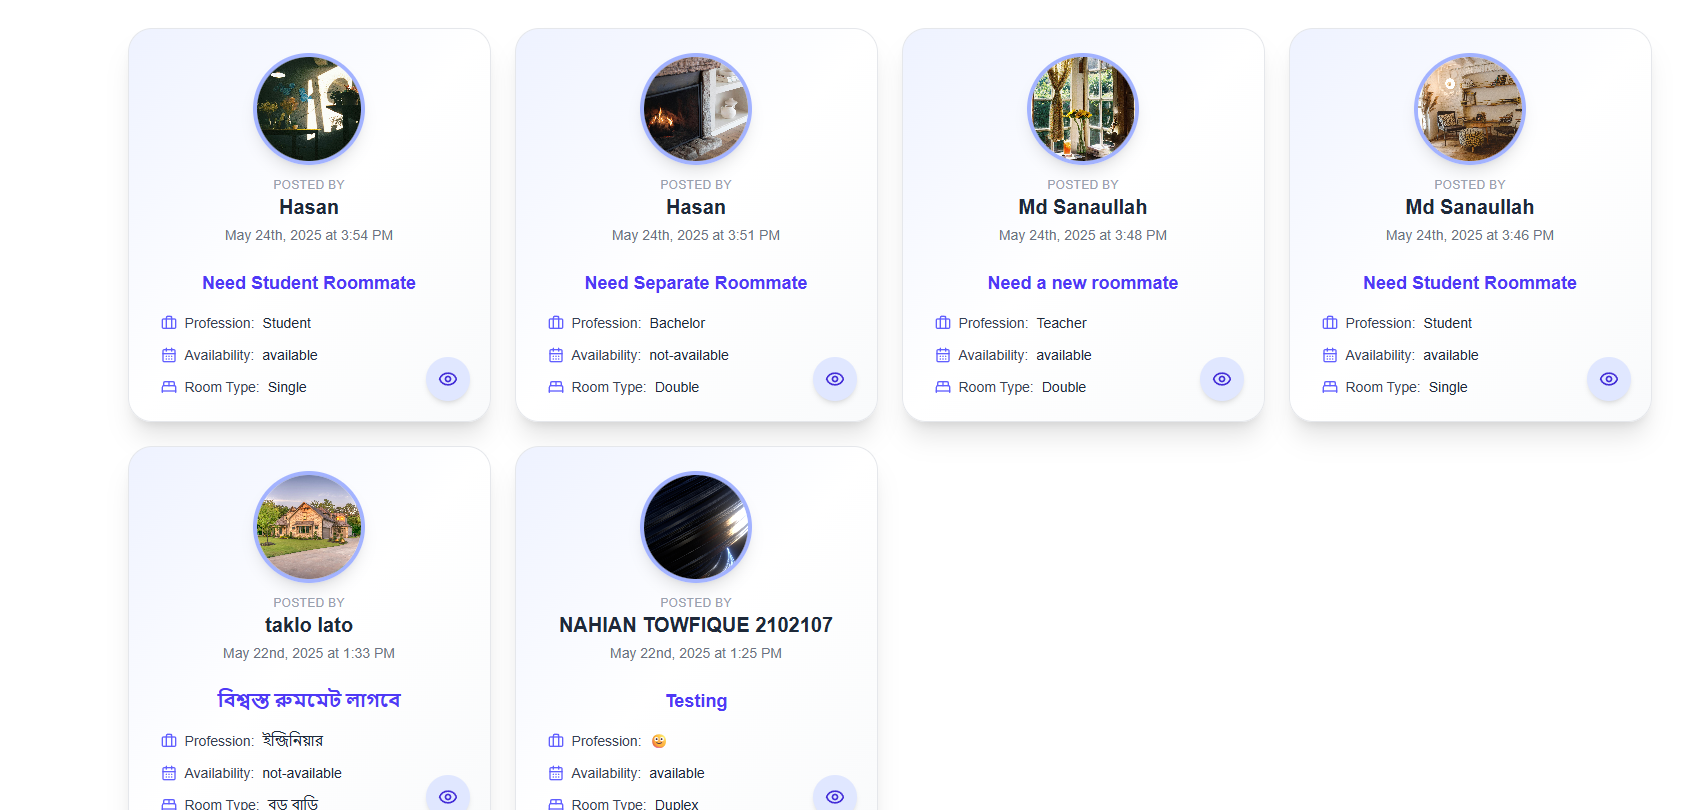 POSTED BY
Hasan
May 24th, 2025 at 3:54 PM
Need Student Roommate
Profession: Student
Availability: available
Room Type: Single
POSTED BY
Hasan
May 24th, 2025 at 3:51 PM
Need Separate Roommate
Profession: Bachelor
Availability: not-available
Room Type: Double
POSTED BY
Md Sanaullah
May 24th, 2025 at 3:48 PM
Need a new roommate
Profession: Teacher
Availability: available
Room Type: Double
POSTED BY
Md Sanaullah
May 24th, 2025 at 3:46 PM
Need Student Roommate
Profession: Student
Availability: available
Room Type: Single
POSTED BY
taklo lato
May 22nd, 2025 at 1:33 PM
বিশ্বস্ত রুমমেট লাগবে
Profession: ইন্জিনিয়ার
Availability: not-available
Room Type: বড় বাড়ি
POSTED BY
NAHIAN TOWFIQUE 2102107
May 22nd, 2025 at 1:25 PM
Testing
Profession: 🥴
Availability: available
Room Type: Duplex